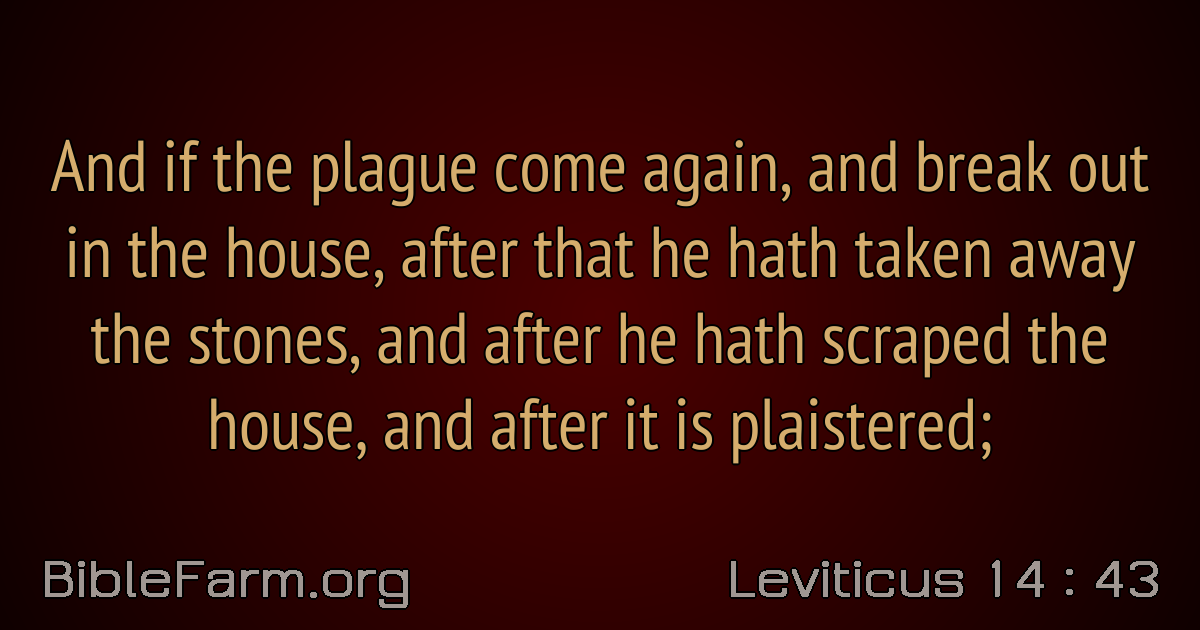 And if the plague come again, and break out
in the house, after that he hath taken away
the stones, and after he hath scraped the
house, and after it is plaistered;
BibleFarm.org
Leviticus 14 : 43